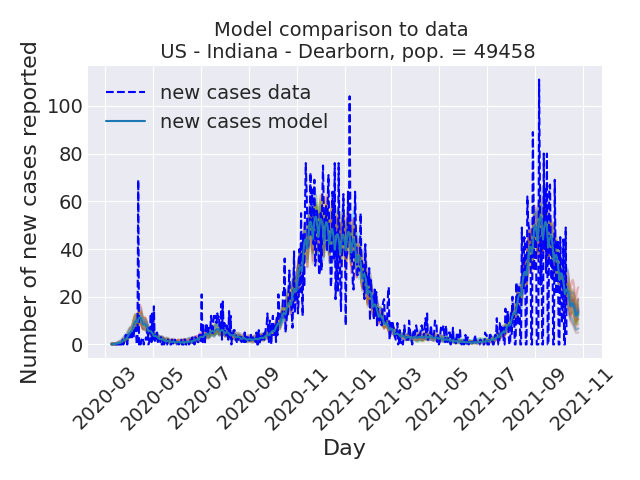 Model comparison to data
US - Indiana - Dearborn, pop. = 49458
new cases data
new cases model
Number of new cases reported
100
80
60
40
20
0
2020-03
2020-05
2020-07
2020-09
2020-11
2021-01
2021-03
2021-05
2021-07
2021-09
2021-11
Day